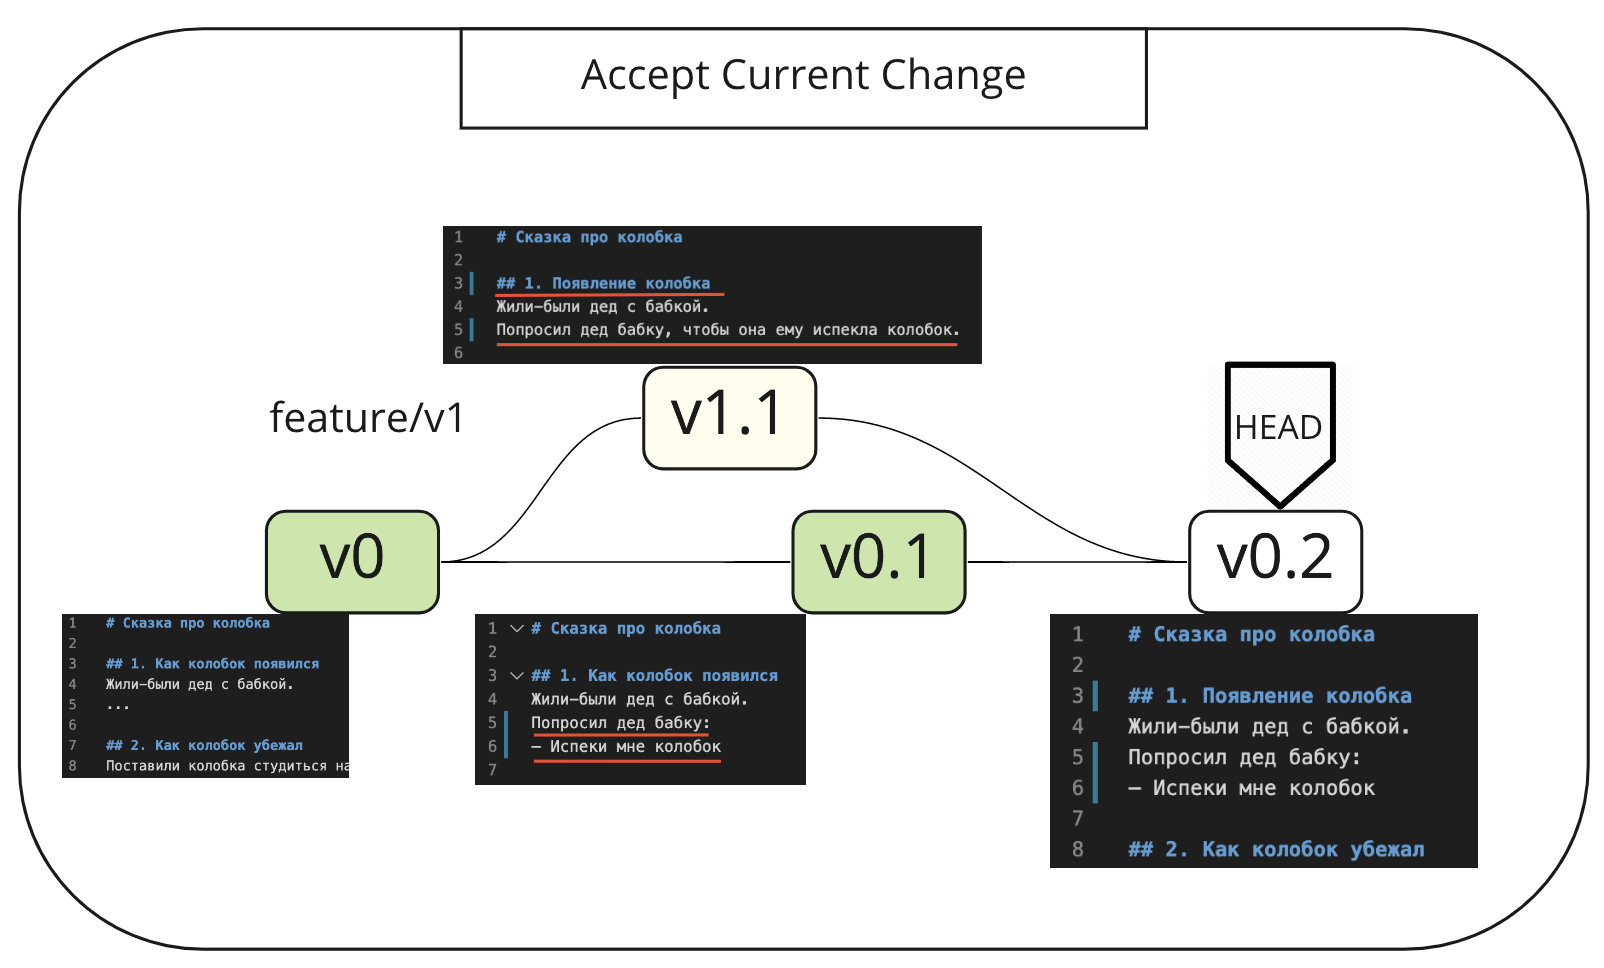 Accept Current Change
1 # Сказка про колобка
2
3 ## 1. Появление колобка
4 Жили-были дед с бабкой.
5 Попросил дед бабку, чтобы она ему испекла колобок.
6
feature/v1
v1.1
HEAD
v0
v0.1
v0.2
1 # Сказка про колобка
2
3 ## 1. Как колобок появился
4 Жили-были дед с бабкой.
5 ...
6
7 ## 2. Как колобок убежал
8 Поставили колобка студиться на
1 # Сказка про колобка
2
3 ## 1. Как колобок появился
4 Жили-были дед с бабкой.
5 Попросил дед бабку:
6 – Испеки мне колобок
7
1 # Сказка про колобка
2
3 ## 1. Появление колобка
4 Жили-были дед с бабкой.
5 Попросил дед бабку:
6 – Испеки мне колобок
7
8 ## 2. Как колобок убежал